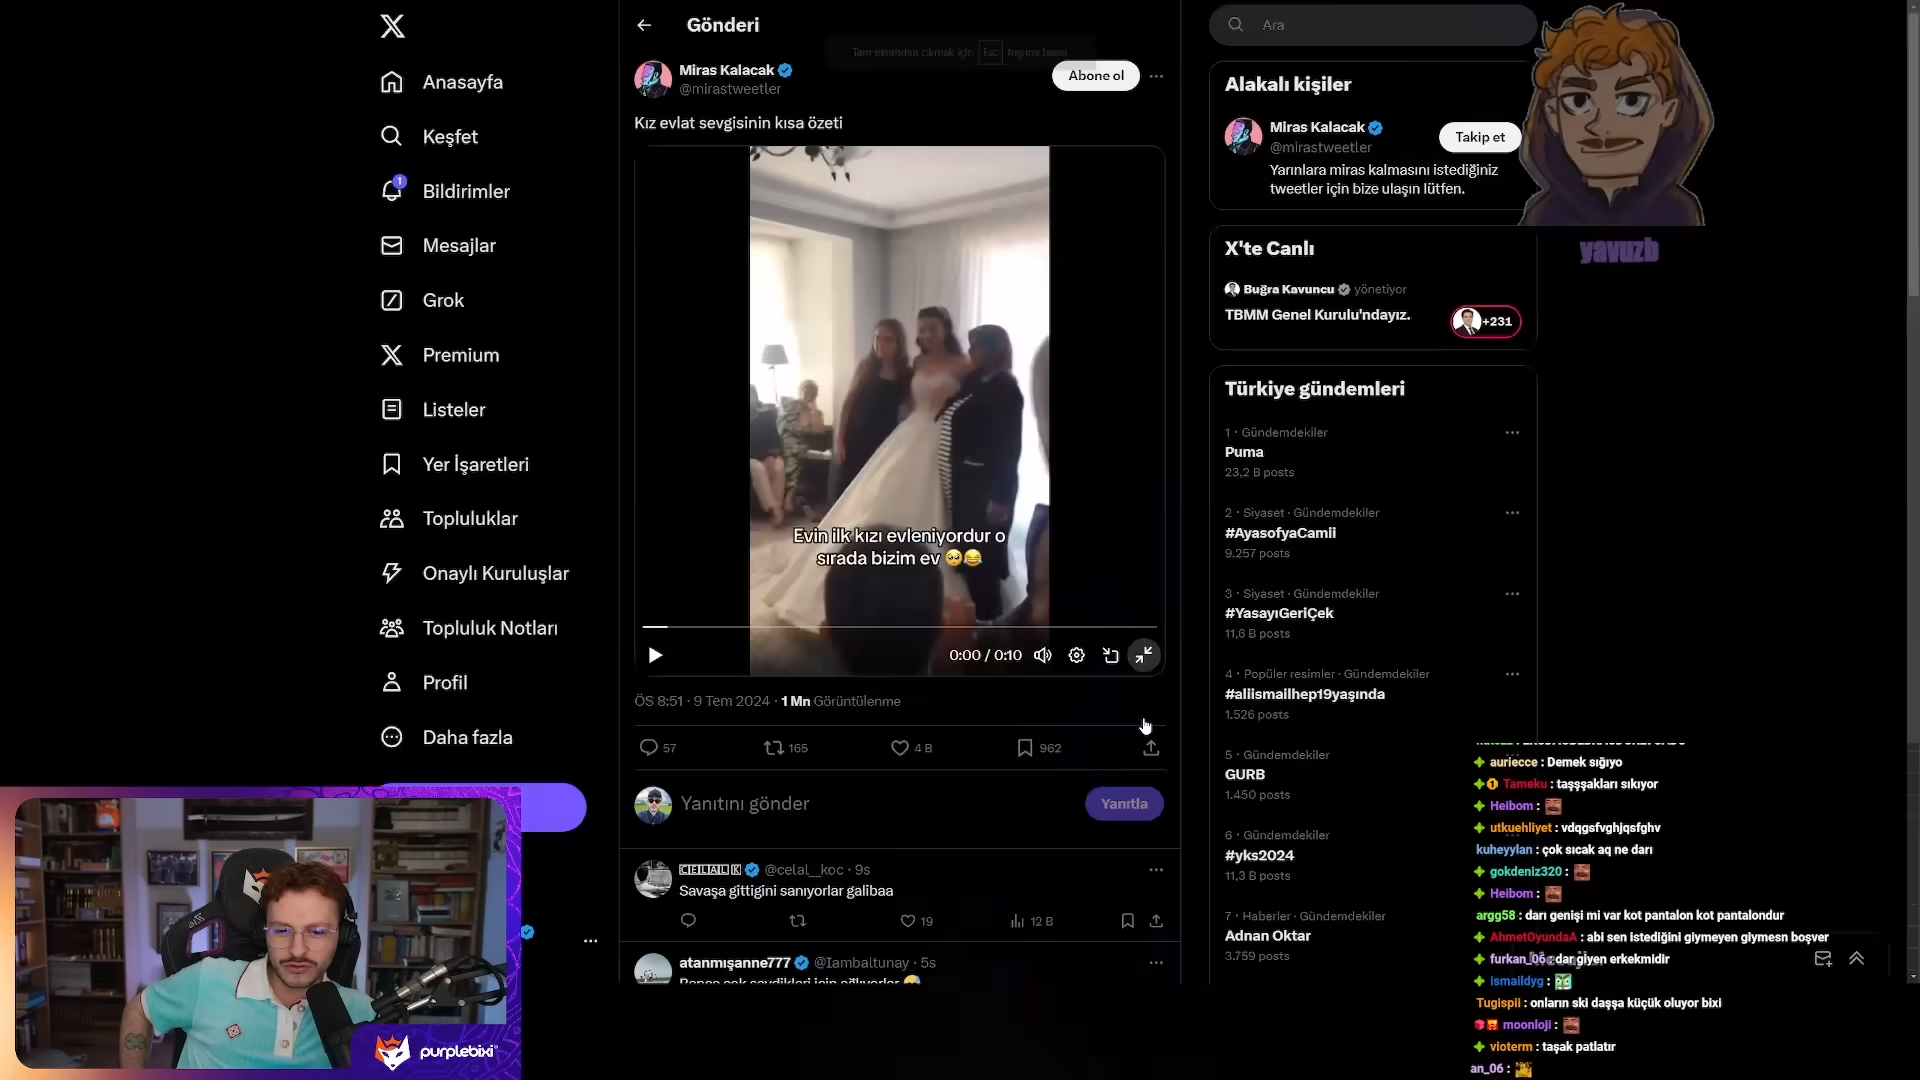 Anasayfa
Keşfet
1
Bildirimler
Mesajlar
Grok
Premium
Listeler
Yer İşaretleri
Topluluklar
Onaylı Kuruluşlar
Topluluk Notları
Profil
Daha fazla
purplebixi
Gönderi
Miras Kalacak
@mirastweetler
Abone ol
Kız evlat sevgisinin kısa özeti
Evin ilk kızı evleniyordur o
sırada bizim ev 🥺😂
0:00 / 0:10
ÖS 8:51 · 9 Tem 2024 · 1 Mn Görüntülenme
57 165 4 B 962
Yanıtını gönder
Yanıtla
CELALK @celal__koc · 9s
Savaşa gittigini sanıyorlar galibaa
19 12 B
atanmışanne777 @Iambaltunay · 5s
Ara
Alakalı kişiler
Miras Kalacak
@mirastweetler
Takip et
Yarınlara miras kalmasını istediğiniz
tweetler için bize ulaşın lütfen.
yavuzb
X'te Canlı
Buğra Kavuncu yönetiyor
TBMM Genel Kurulu'ndayız.
+231
Türkiye gündemleri
1 · Gündemdekiler
Puma
23,2 B posts
2 · Siyaset · Gündemdekiler
#AyasofyaCamii
9.257 posts
3 · Siyaset · Gündemdekiler
#YasayıGeriÇek
11,6 B posts
4 · Popüler resimler · Gündemdekiler
#aliismailhep19yaşında
1.526 posts
5 · Gündemdekiler
GURB
1.450 posts
6 · Gündemdekiler
#yks2024
11,3 B posts
7 · Haberler · Gündemdekiler
Adnan Oktar
3.759 posts
auriecce : Demek sığıyo
Tameku : taşşşakları sıkıyor
Heibom :
utkuehliyet : vdqgsfvghjqsfghv
kuheyylan : çok sıcak aq ne darı
gokdeniz320 :
Heibom :
argg58 : darı genişi mi var kot pantalon kot pantalondur
AhmetOyundaA : abi sen istediğini giymeyen giymesn boşver
furkan_06 : dar giyen erkekmidir
ismaildyg :
Tugispii : onların ski daşşa küçük oluyor bixi
moonloji :
vioterm : taşak patlatır
an_06 :